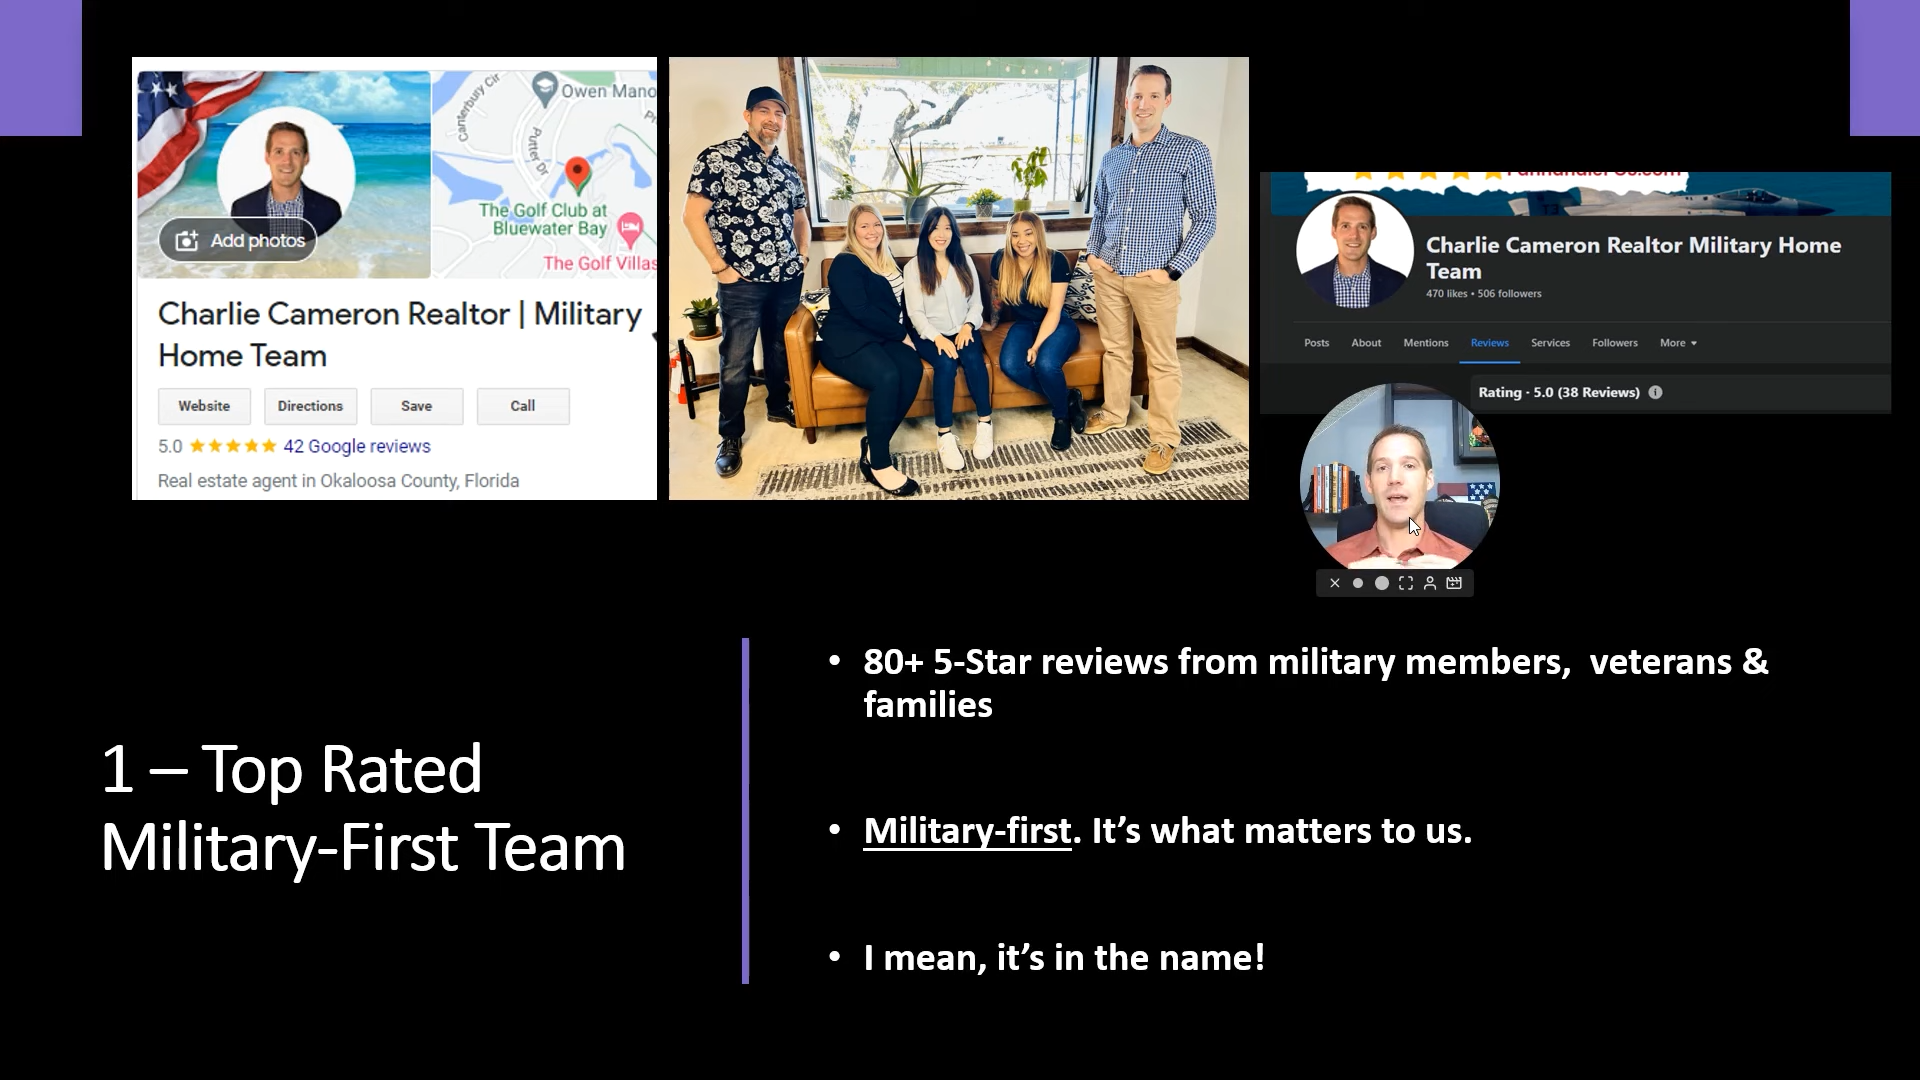 Canterbury Cir
Owen Mano
Putter Dr
The Golf Club at
Bluewater Bay
The Golf Villas
Add photos
Charlie Cameron Realtor | Military
Home Team
Website Directions Save Call
5.0 42 Google reviews
Real estate agent in Okaloosa County, Florida
Charlie Cameron Realtor Military Home
Team
470 likes • 506 followers
Posts About Mentions Reviews Services Followers More
Rating · 5.0 (38 Reviews)
1 – Top Rated
Military-First Team
• 80+ 5-Star reviews from military members,  veterans &
families
• Military-first. It’s what matters to us.
• I mean, it’s in the name!